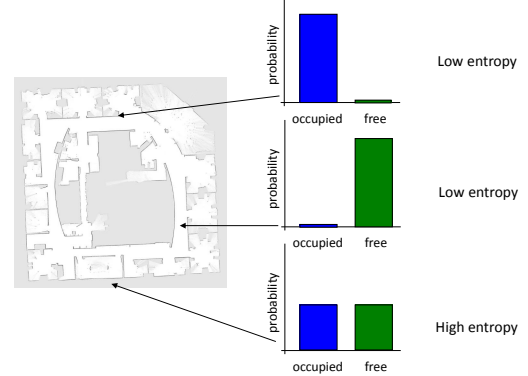 probability
occupied free
Low entropy
probability
occupied free
Low entropy
probability
occupied free
High entropy